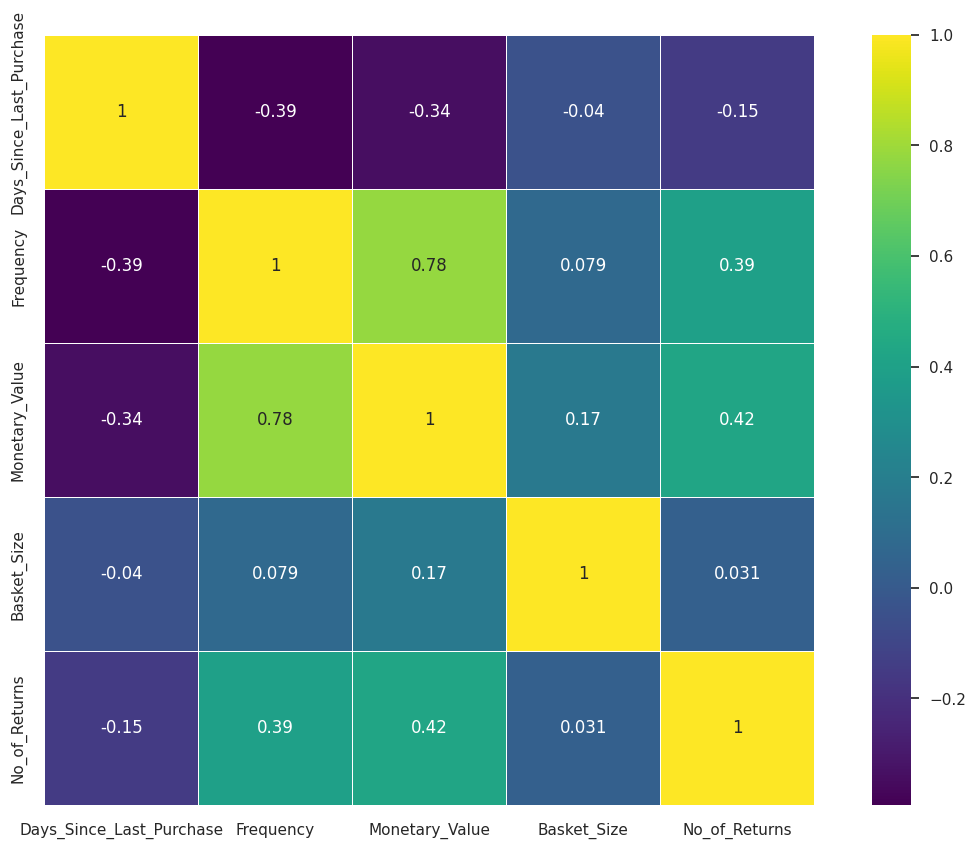 Days_Since_Last_Purchase
1 -0.39 -0.34 -0.04 -0.15
Frequency
-0.39 1 0.78 0.079 0.39
Monetary_Value
-0.34 0.78 1 0.17 0.42
Basket_Size
-0.04 0.079 0.17 1 0.031
No_of_Returns
-0.15 0.39 0.42 0.031 1
Days_Since_Last_Purchase Frequency Monetary_Value Basket_Size No_of_Returns
1.0
0.8
0.6
0.4
0.2
0.0
−0.2